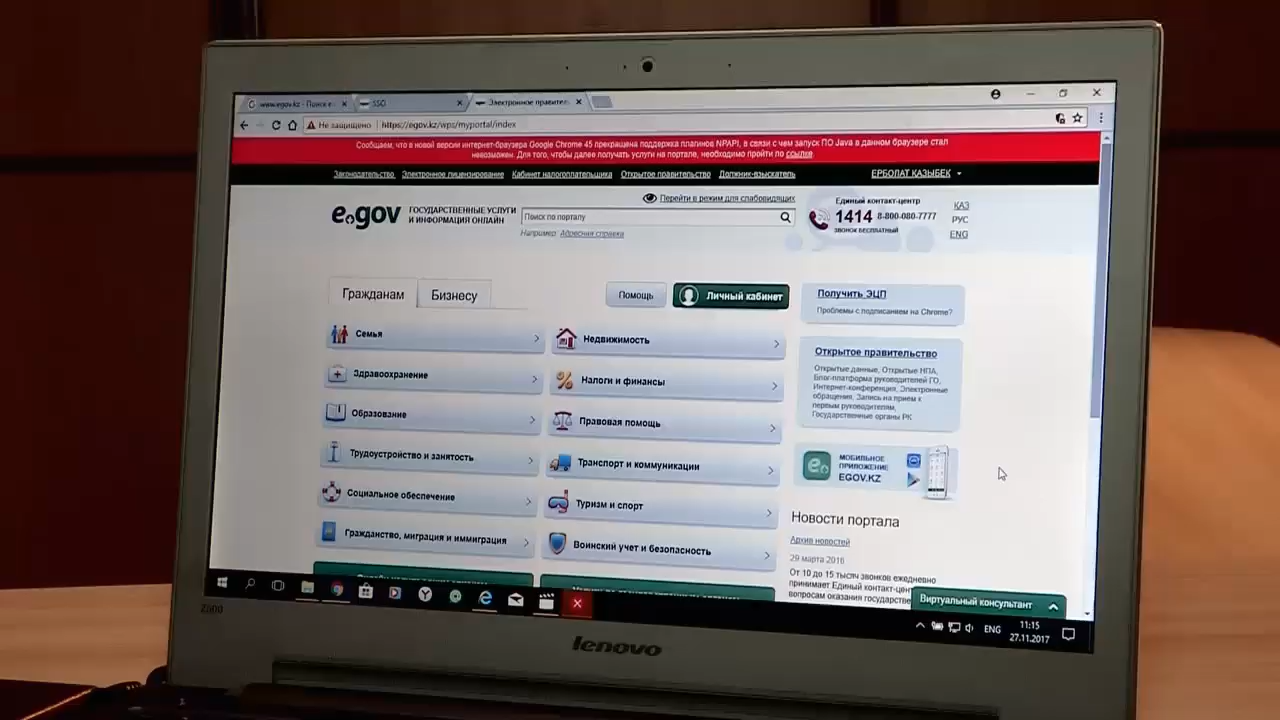 www.egov.kz - Поиск в
SSO
Электронное правител
Не защищено
https://egov.kz/wps/myportal/index
Сообщаем, что в новой версии интернет-браузера Google Chrome 45 прекращена поддержка плагинов NPAPI, в связи с чем запуск ПО Java в данном браузере стал
невозможен. Для того, чтобы далее получать услуги на портале, необходимо пройти по ссылке
Законодательство Электронное лицензирование Кабинет налогоплательщика Открытое правительство Должник-взыскатель ЕРБОЛАТ КАЗЫБЕК
Перейти в режим для слабовидящих
egov
ГОСУДАРСТВЕННЫЕ УСЛУГИ
И ИНФОРМАЦИЯ ОНЛАЙН
Поиск по порталу
Например: Адресная справка
Единый контакт-центр
1414 8-800-080-7777
ЗВОНОК БЕСПЛАТНЫЙ
ҚАЗ
РУС
ENG
Гражданам
Бизнесу
Помощь
Личный кабинет
Семья
Недвижимость
Здравоохранение
Налоги и финансы
Образование
Правовая помощь
Трудоустройство и занятость
Транспорт и коммуникации
Социальное обеспечение
Туризм и спорт
Гражданство, миграция и иммиграция
Воинский учет и безопасность
Получить ЭЦП
Проблемы с подписанием на Chrome?
Открытое правительство
Открытые данные, Открытые НПА,
Блог-платформа руководителей ГО,
Интернет-конференция, Электронные
обращения, Запись на прием к
первым руководителям,
Государственные органы РК
МОБИЛЬНОЕ
ПРИЛОЖЕНИЕ
EGOV.KZ
Новости портала
Архив новостей
29 марта 2016
От 10 до 15 тысяч звонков ежедневно
принимает Единый контакт-цен
вопросам оказания государстве
Виртуальный консультант
ENG
11:15
27.11.2017
Z500
lenovo